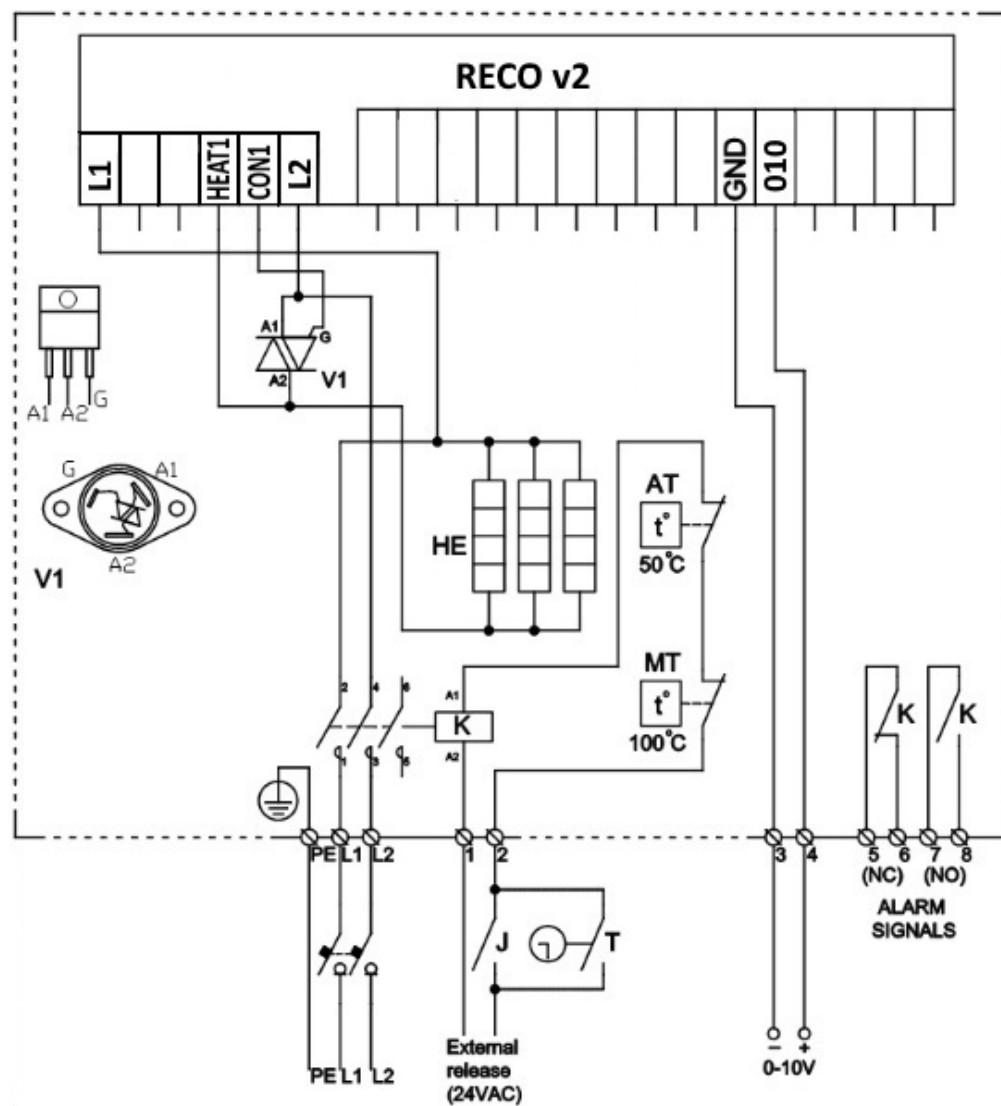 RECO v2
L1
HEAT1
CON1
L2
GND
010
A1
G
A2
V1
A1
A2
G
G
A1
A2
V1
HE
AT
t°
50°C
MT
t°
100°C
2
4
6
1
3
5
A1
K
A2
K
K
PE
L1
L2
1
2
3
4
5
6
7
8
(NC)
(NO)
ALARM
SIGNALS
J
T
PE
L1
L2
External
release
(24VAC)
-
+
0-10V